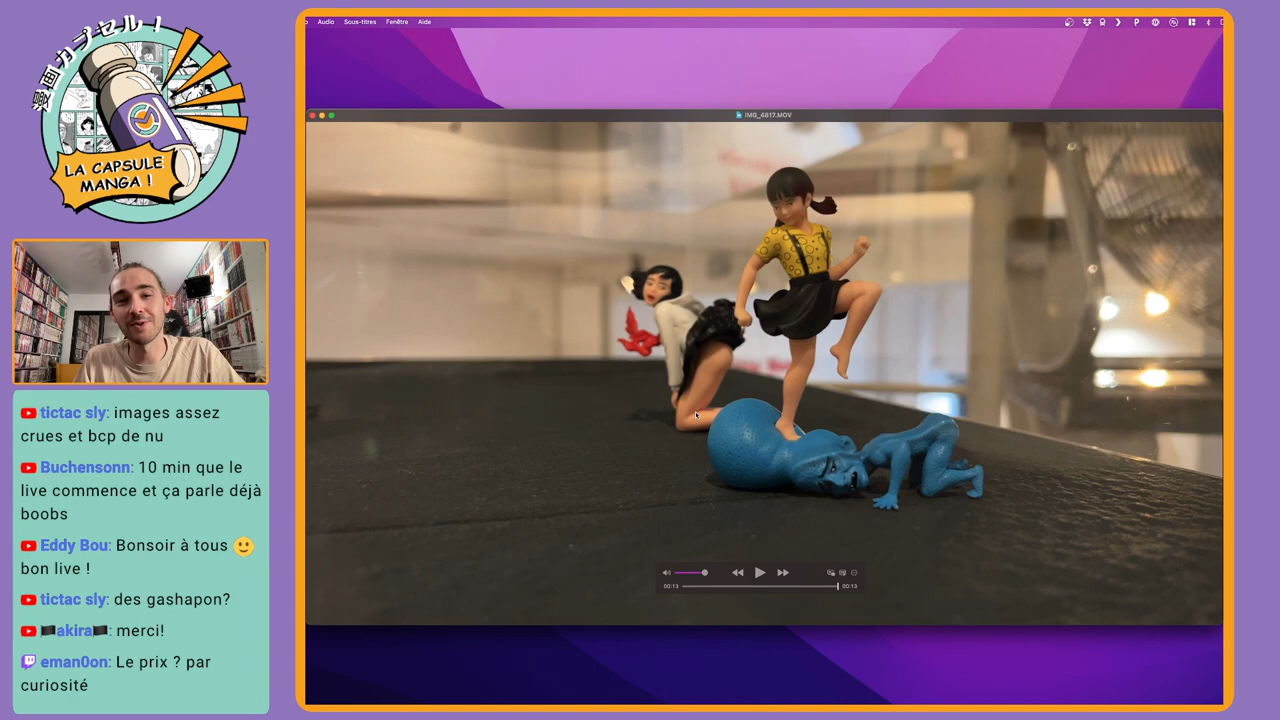 漫画カプセル！
LA CAPSULE
MANGA !
Audio Sous-titres Fenêtre Aide
IMG_4817.MOV
00:13
00:13
tictac sly: images assez
crues et bcp de nu
Buchensonn: 10 min que le
live commence et ça parle déjà
boobs
Eddy Bou: Bonsoir à tous 🙂
bon live !
tictac sly: des gashapon?
🏴akira🏴: merci!
eman0on: Le prix ? par
curiosité